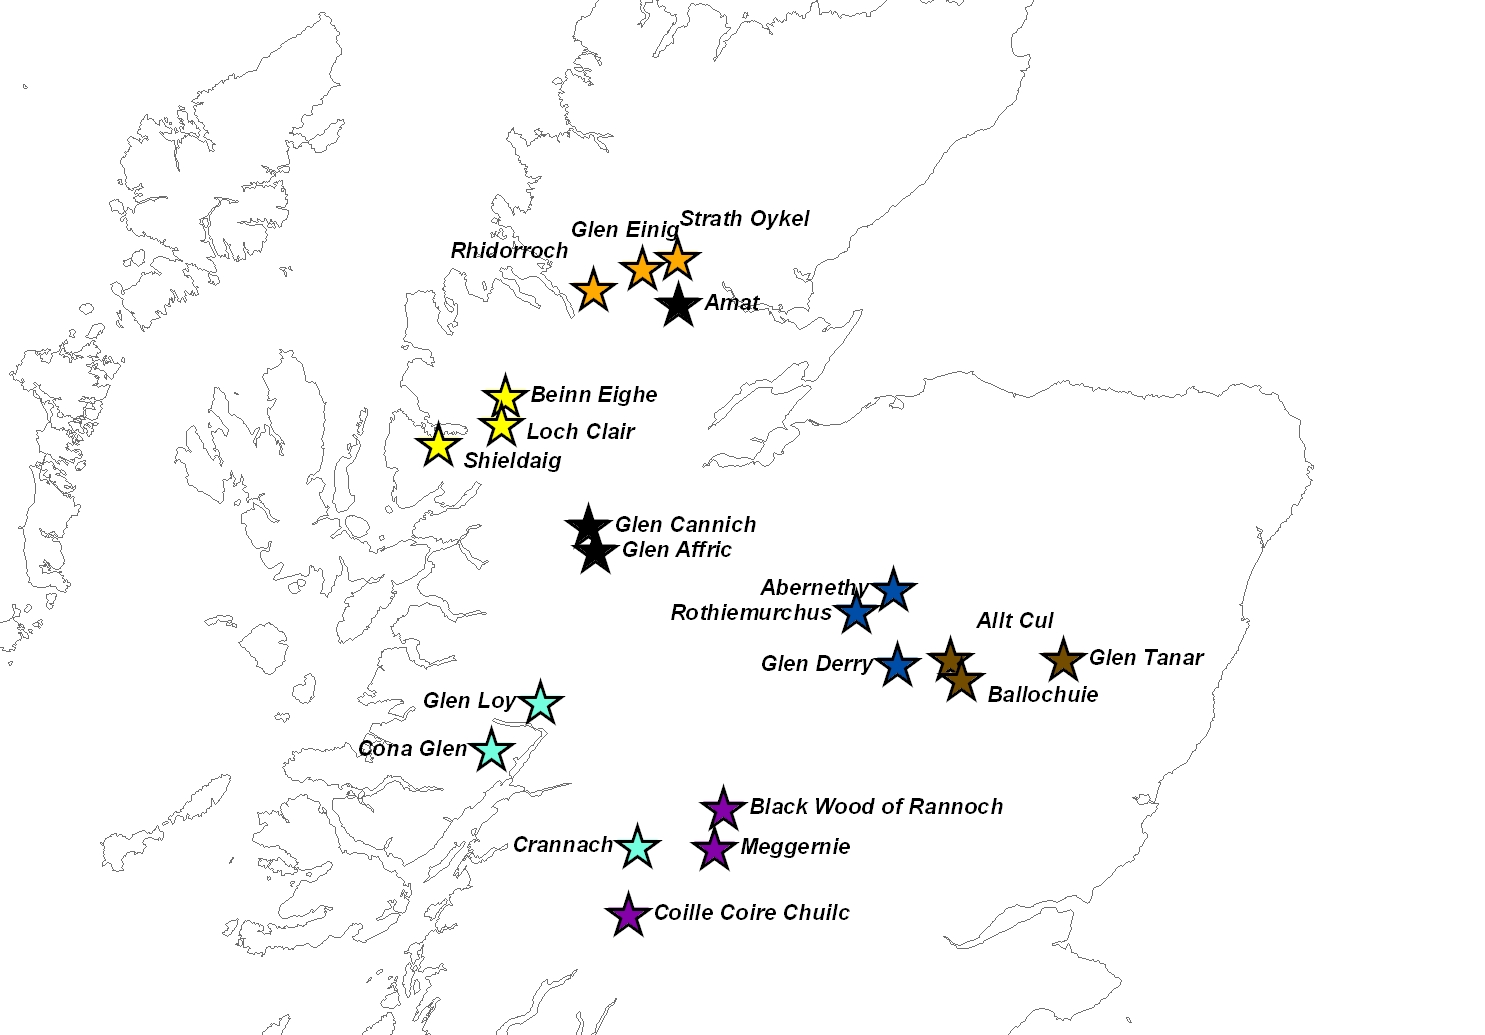 Strath Oykel
Glen Einig
Rhidorroch
Amat
Beinn Eighe
Loch Clair
Shieldaig
Glen Cannich
Glen Affric
Abernethy
Rothiemurchus
Allt Cul
Glen Derry
Glen Tanar
Ballochuie
Glen Loy
Cona Glen
Black Wood of Rannoch
Crannach
Meggernie
Coille Coire Chuilc